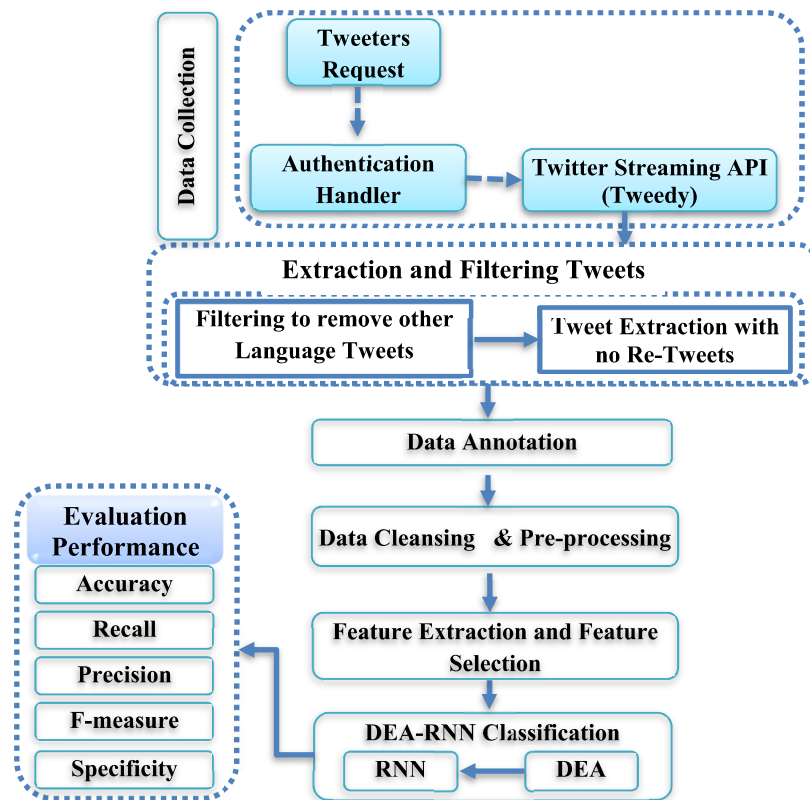 Data Collection
Tweeters
Request
Authentication
Handler
Twitter Streaming API
(Tweedy)
Extraction and Filtering Tweets
Filtering to remove other
Language Tweets
Tweet Extraction with
no Re-Tweets
Data Annotation
Data Cleansing & Pre-processing
Feature Extraction and Feature
Selection
DEA-RNN Classification
RNN
DEA
Evaluation
Performance
Accuracy
Recall
Precision
F-measure
Specificity